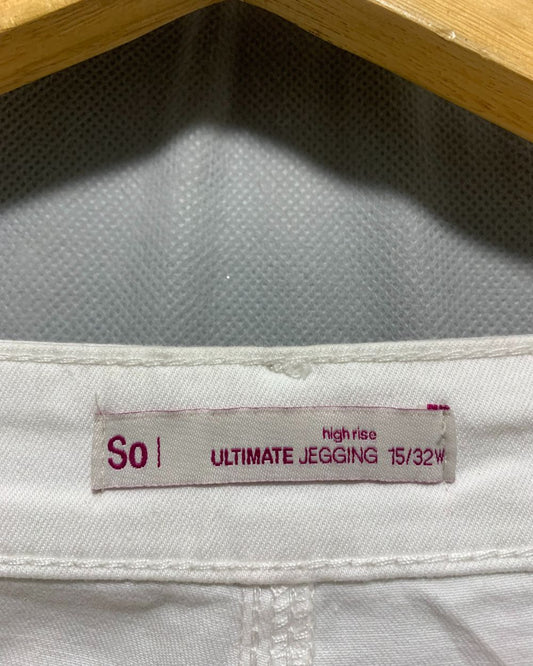 So |
high rise
ULTIMATE JEGGING 15/32W